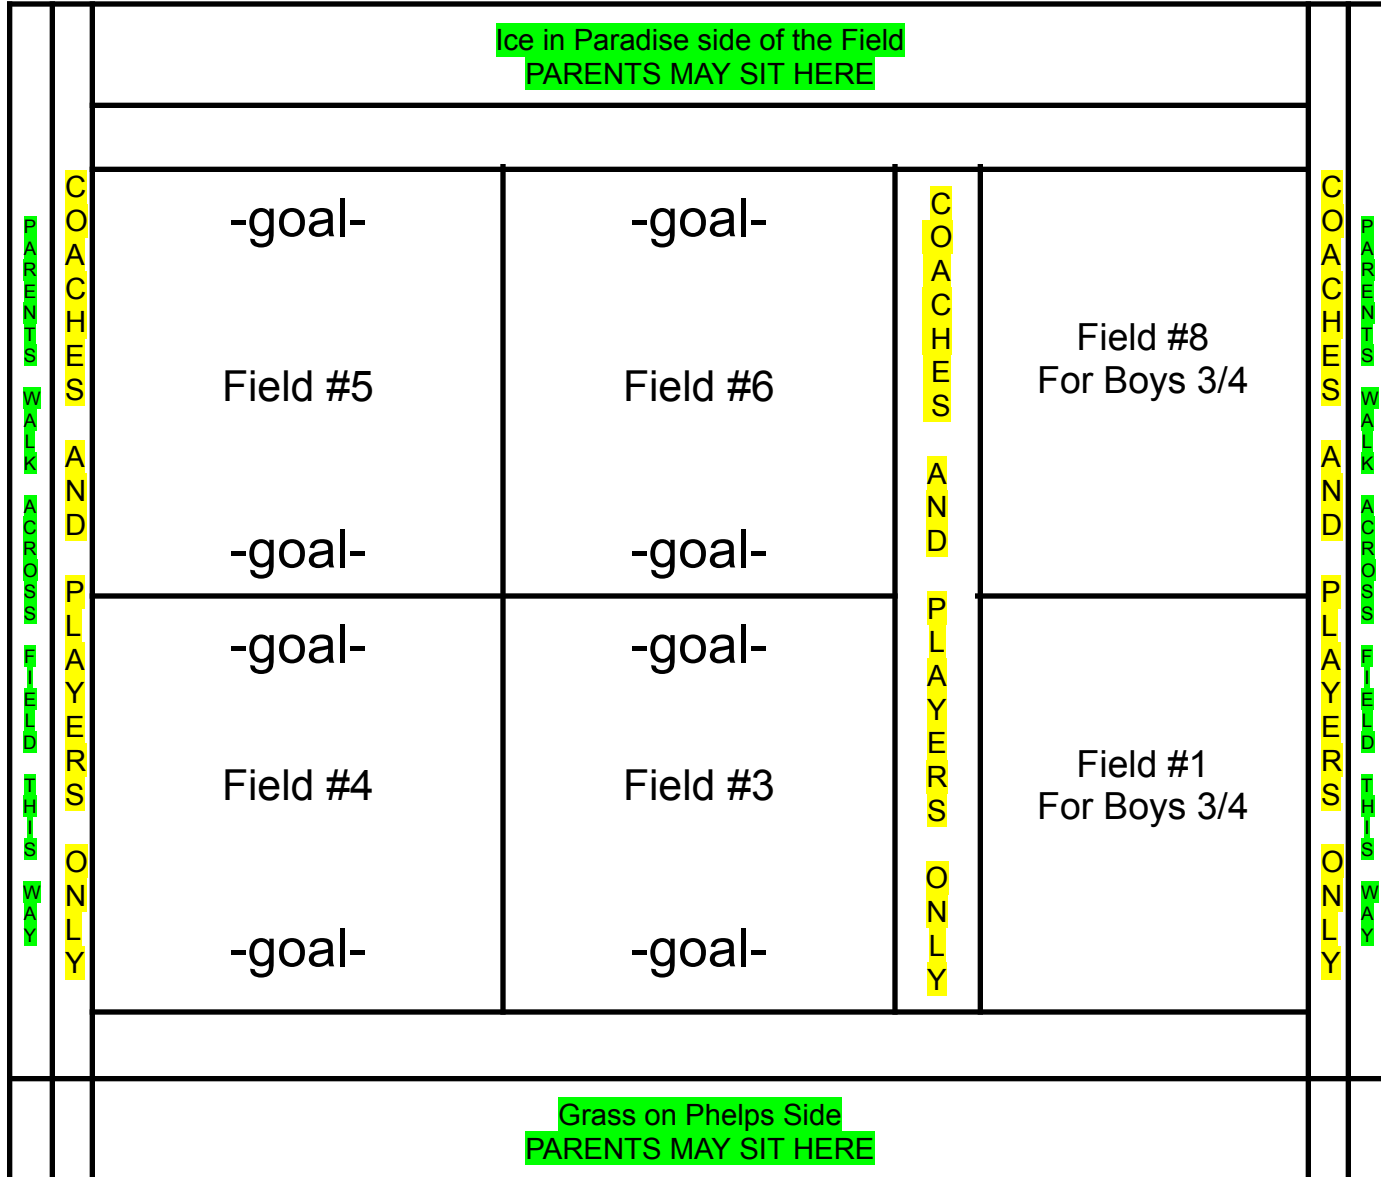 Ice in Paradise side of the Field
PARENTS MAY SIT HERE
PARENTS WALK ACROSS FIELD THIS WAY
COACHES AND PLAYERS ONLY
-goal-
-goal-
Field #5
Field #6
-goal-
-goal-
COACHES AND PLAYERS ONLY
Field #8
For Boys 3/4
COACHES AND PLAYERS ONLY
PARENTS WALK ACROSS FIELD THIS WAY
-goal-
-goal-
Field #4
Field #3
-goal-
-goal-
Field #1
For Boys 3/4
Grass on Phelps Side
PARENTS MAY SIT HERE